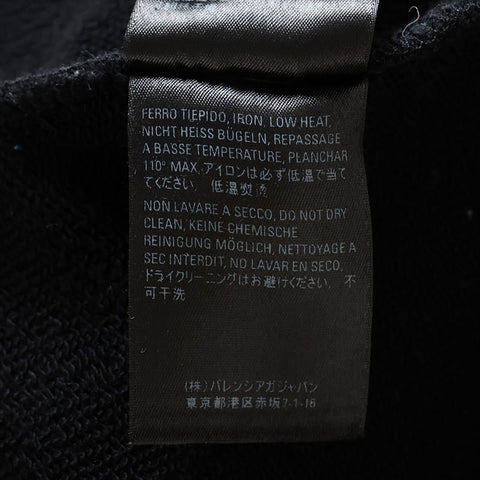 FERRO TIEPIDO, IRON, LOW HEAT,
NICHT HEISS BÜGELN, REPASSAGE
A BASSE TEMPERATURE, PLANCHAR
110° MAX, アイロンは必ず低温で当て
てください, 低温熨烫
NON LAVARE A SECCO, DO NOT DRY
CLEAN, KEINE CHEMISCHE
REINIGUNG MÖGLICH, NETTOYAGE A
SEC INTERDIT, NO LAVAR EN SECO,
ドライクリーニングはお避けください, 不
可干洗
(株) バレンシアガジャパン
東京都港区赤坂2-1-16